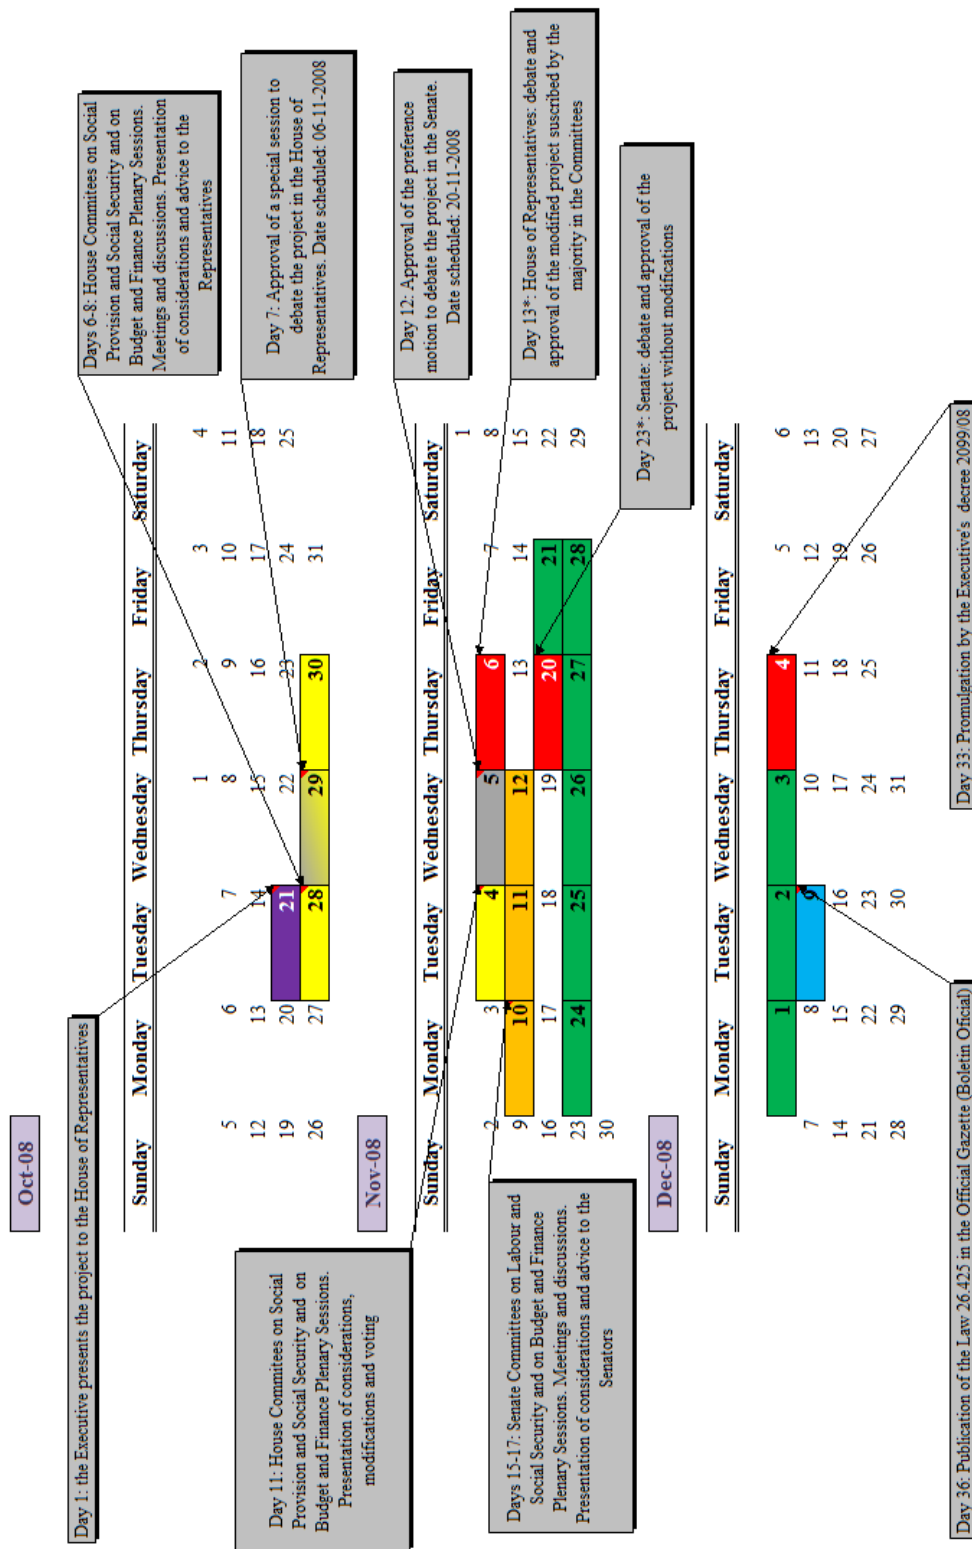 Oct-08
Day 1: the Executive presents the project to the House of Representatives
Days 6-8: House Commitees on Social
Provision and Social Security and on
Budget and Finance Plenary Sessions.
Meetings and discussions. Presentation
of considerations and advice to the
Representatives
Sunday Monday Tuesday Wednesday Thursday Friday Saturday
1 2 3 4
5 6 7 8 9 10 11
12 13 14 15 16 17 18
19 20 21 22 23 24 25
26 27 28 29 30 31
Day 7: Approval of a special session to
debate the project in the House of
Representatives. Date scheduled: 06-11-2008
Nov-08
Day 11: House Commitees on Social
Provision and Social Security and on
Budget and Finance Plenary Sessions.
Presentation of considerations,
modifications and voting
Day 12: Approval of the preference
motion to debate the project in the Senate.
Date scheduled: 20-11-2008
Sunday Monday Tuesday Wednesday Thursday Friday Saturday
1
2 3 4 5 6 7 8
9 10 11 12 13 14 15
16 17 18 19 20 21 22
23 24 25 26 27 28 29
30
Day 13*: House of Representatives: debate and
approval of the modified project suscribed by the
majority in the Committees
Days 15-17: Senate Committees on Labour and
Social Security and on Budget and Finance
Plenary Sessions. Meetings and discussions.
Presentation of considerations and advice to the
Senators
Day 23*: Senate: debate and approval of the
project without modifications
Dec-08
Sunday Monday Tuesday Wednesday Thursday Friday Saturday
1 2 3 4 5 6
7 8 9 10 11 12 13
14 15 16 17 18 19 20
21 22 23 24 25 26 27
28 29 30 31
Day 36: Publication of the Law 26.425 in the Official Gazette (Boletin Oficial)
Day 33: Promulgation by the Executive's decree 2099/08